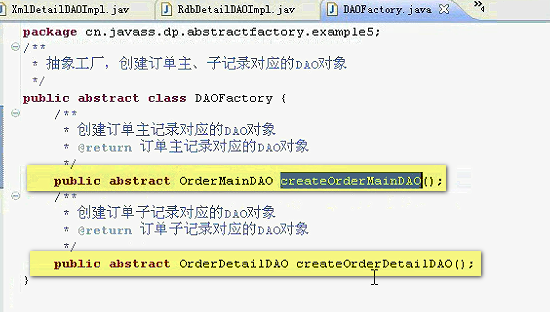 XmlDetailDAOImpl.jav
RdbDetailDAOImpl.jav
DAOFactory.java
package cn.javass.dp.abstractfactory.example5;
/**
* 抽象工厂，创建订单主、子记录对应的DAO对象
*/
public abstract class DAOFactory {
/**
* 创建订单主记录对应的DAO对象
* @return 订单主记录对应的DAO对象
*/
public abstract OrderMainDAO createOrderMainDAO();
/**
* 创建订单子记录对应的DAO对象
* @return 订单子记录对应的DAO对象
*/
public abstract OrderDetailDAO createOrderDetailDAO();
}